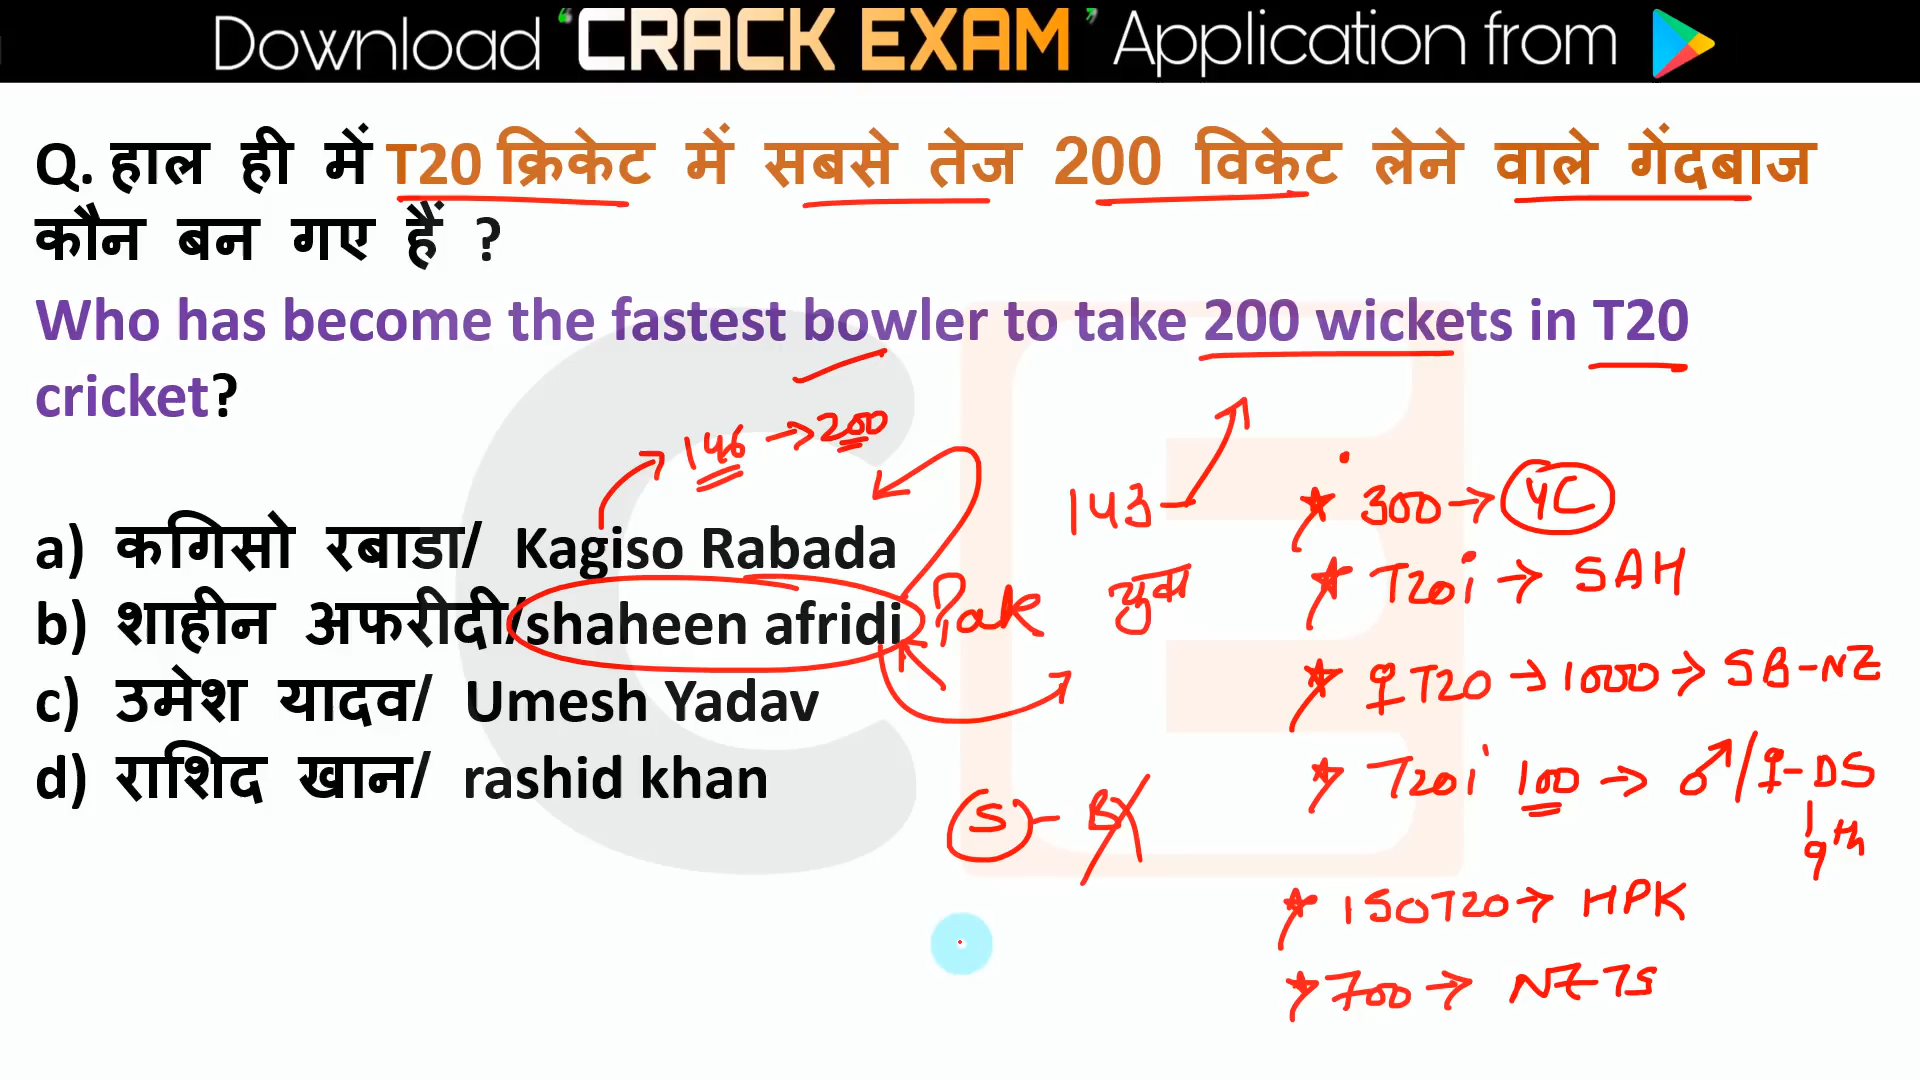 Download "CRACK EXAM" Application from
Q. हाल ही में T20 क्रिकेट में सबसे तेज 200 विकेट लेने वाले गेंदबाज
कौन बन गए हैं ?
Who has become the fastest bowler to take 200 wickets in T20
cricket?
146 → 200
143
a) कगिसो रबाडा/ Kagiso Rabada
b) शाहीन अफरीदी/shaheen afridi
Pak
युवा
c) उमेश यादव/ Umesh Yadav
d) राशिद खान/ rashid khan
S - B
★ 300 → YC
★ T20i → SAH
★ ♀ T20 → 1000 → SB-NZ
★ T20i 100 → ♂/♀-DS
9th
★ 150 T20 → HPK
★ 700 → NZ-TS